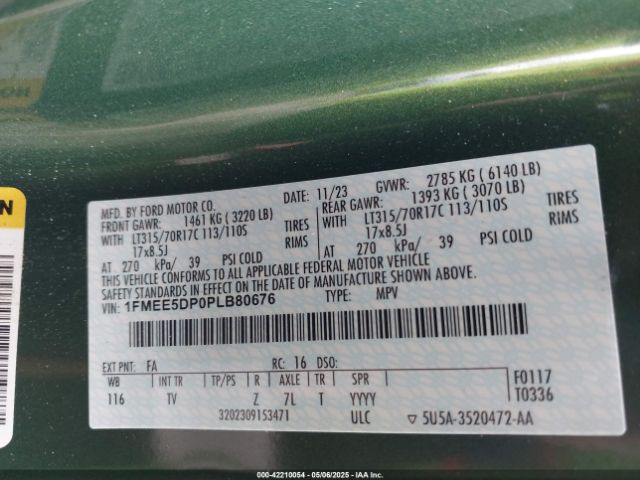 MFD. BY FORD MOTOR CO.
DATE: 11/23 GVWR: 2785 KG ( 6140 LB)
FRONT GAWR: 1461 KG ( 3220 LB)
REAR GAWR: 1393 KG ( 3070 LB)
WITH LT315/70R17C 113/110S TIRES
WITH LT315/70R17C 113/110S TIRES
17x8.5J RIMS
17x8.5J RIMS
AT 270 kPa/ 39 PSI COLD
AT 270 kPa/ 39 PSI COLD
THIS VEHICLE CONFORMS TO ALL APPLICABLE FEDERAL MOTOR VEHICLE
SAFETY STANDARDS IN EFFECT ON THE DATE OF MANUFACTURE SHOWN ABOVE.
VIN: 1FMEE5DP0PLB80676 TYPE: MPV
EXT PNT: FA RC: 16 DSO:
F0117
WB INT TR TP/PS R AXLE TR SPR
T0336
116 TV Z 7L T YYYY
3202309153471 ULC ▽ 5U5A-3520472-AA
000-42210054 - 05/06/2025 - IAAI.COM